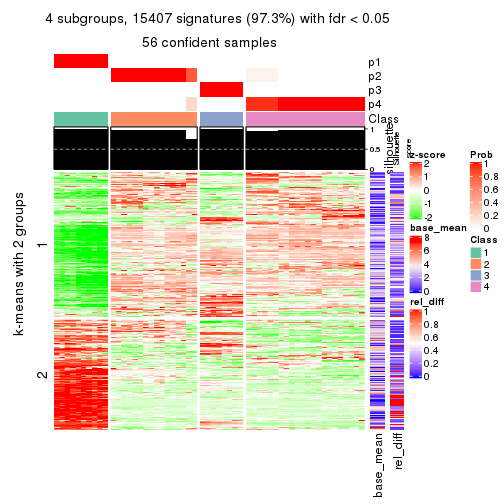 4 subgroups, 15407 signatures (97.3%) with fdr < 0.05
56 confident samples
p1
p2
p3
p4
Class
1
0.5
0
silhouette
Silhouette
score
k-means with 2 groups
1
2
base_mean
rel_diff
z-score
2
1
0
-1
-2
base_mean
8
6
4
2
0
rel_diff
1
0.8
0.6
0.4
0.2
0
Prob
1
0.8
0.6
0.4
0.2
0
Class
1
2
3
4